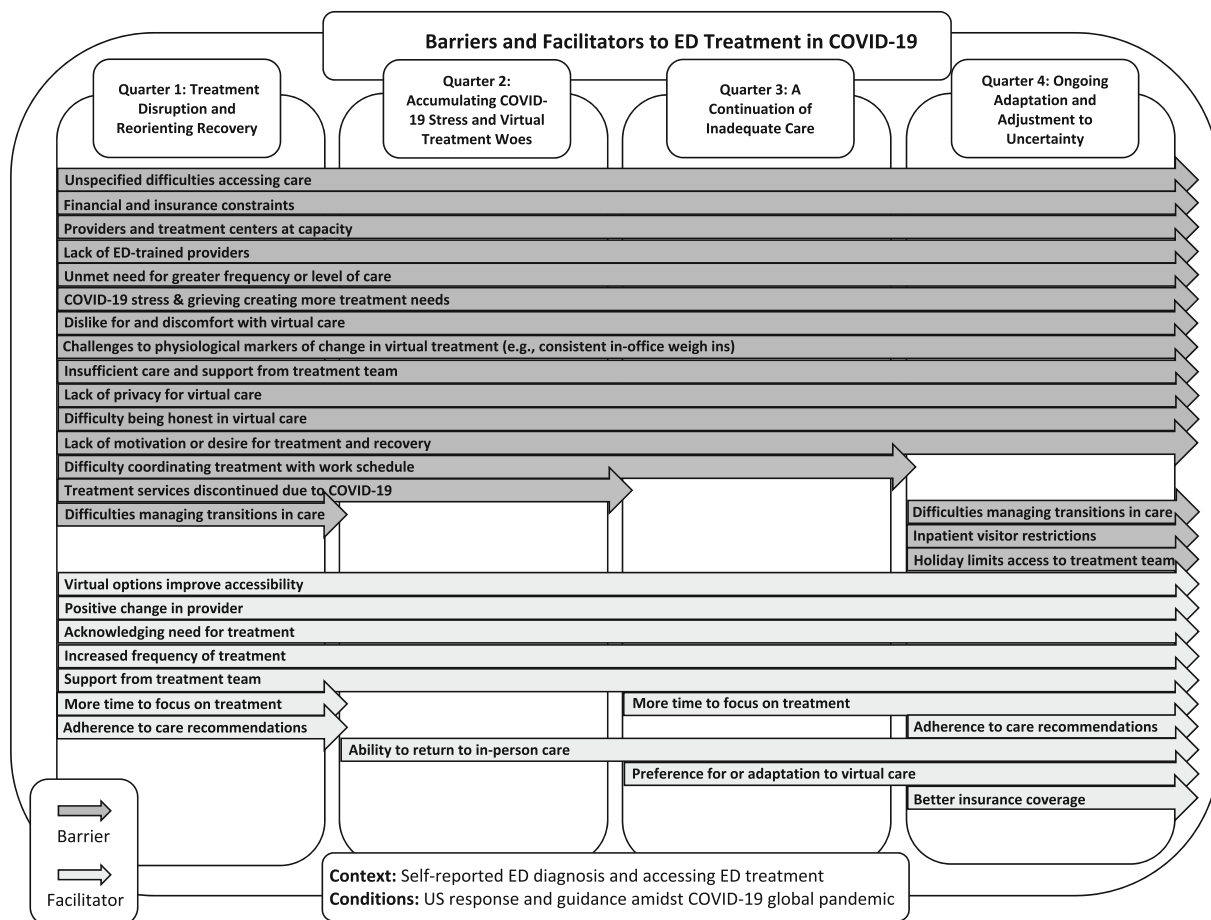 Barriers and Facilitators to ED Treatment in COVID-19
Quarter 1: Treatment
Disruption and
Reorienting Recovery
Quarter 2:
Accumulating COVID-
19 Stress and Virtual
Treatment Woes
Quarter 3: A
Continuation of
Inadequate Care
Quarter 4: Ongoing
Adaptation and
Adjustment to
Uncertainty
Unspecified difficulties accessing care
Financial and insurance constraints
Providers and treatment centers at capacity
Lack of ED-trained providers
Unmet need for greater frequency or level of care
COVID-19 stress & grieving creating more treatment needs
Dislike for and discomfort with virtual care
Challenges to physiological markers of change in virtual treatment (e.g., consistent in-office weigh ins)
Insufficient care and support from treatment team
Lack of privacy for virtual care
Difficulty being honest in virtual care
Lack of motivation or desire for treatment and recovery
Difficulty coordinating treatment with work schedule
Treatment services discontinued due to COVID-19
Difficulties managing transitions in care
Difficulties managing transitions in care
Inpatient visitor restrictions
Holiday limits access to treatment team
Virtual options improve accessibility
Positive change in provider
Acknowledging need for treatment
Increased frequency of treatment
Support from treatment team
More time to focus on treatment
More time to focus on treatment
Adherence to care recommendations
Adherence to care recommendations
Ability to return to in-person care
Preference for or adaptation to virtual care
Better insurance coverage
Barrier
Facilitator
Context: Self-reported ED diagnosis and accessing ED treatment
Conditions: US response and guidance amidst COVID-19 global pandemic